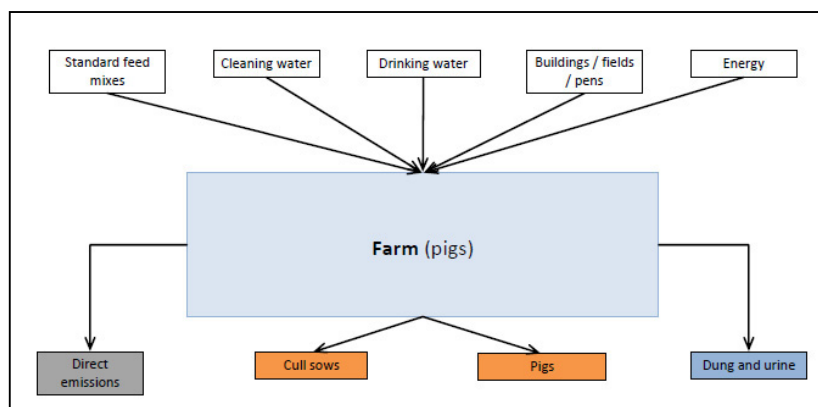 Standard feed
mixes
Cleaning water
Drinking water
Buildings / fields
/ pens
Energy
Farm (pigs)
Direct
emissions
Cull sows
Pigs
Dung and urine